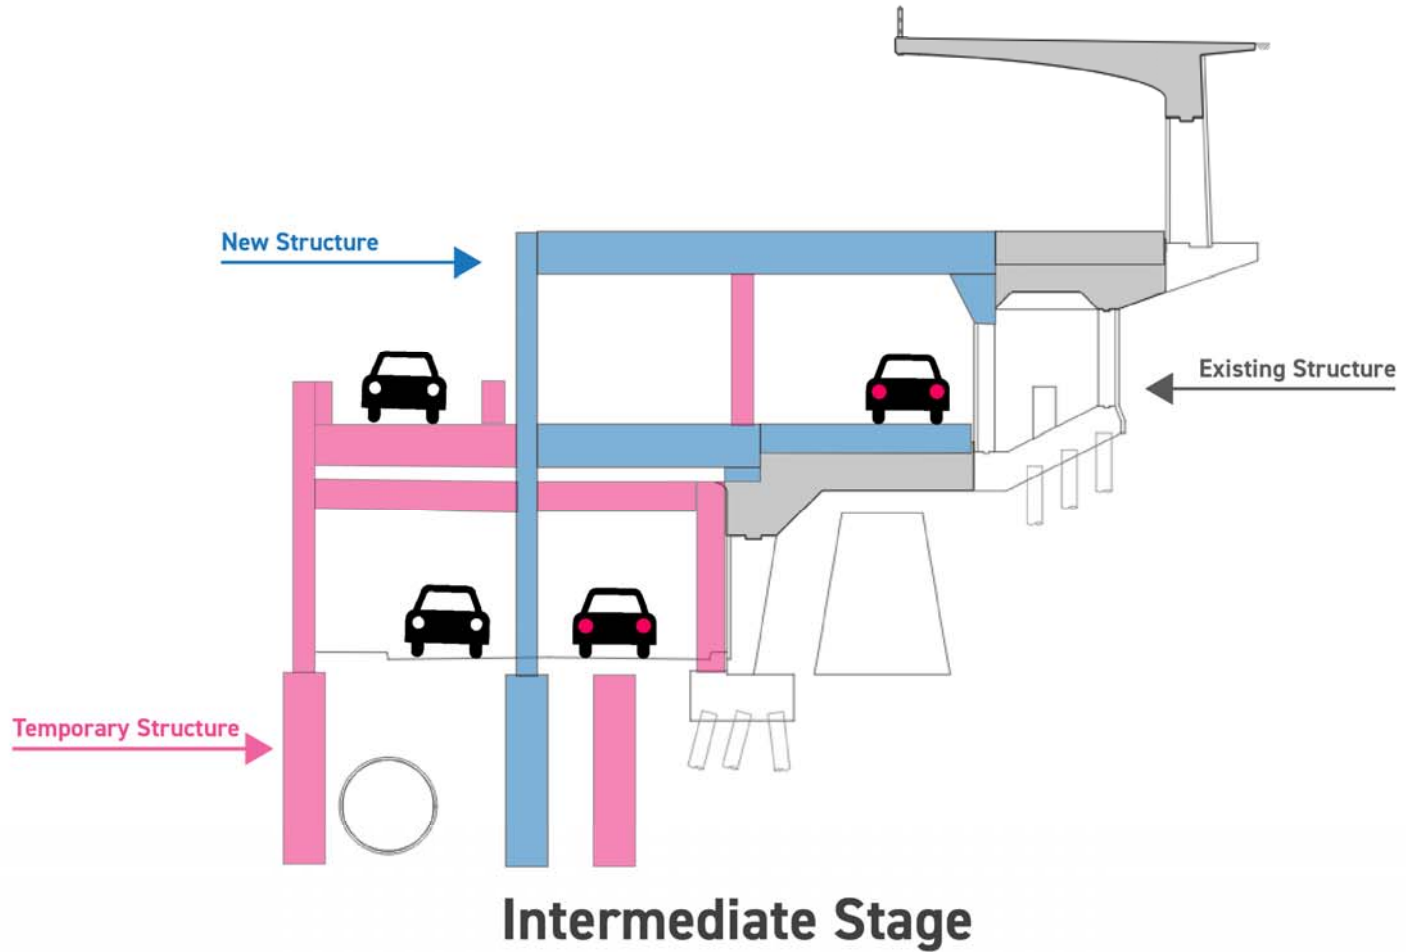 New Structure
Existing Structure
Temporary Structure
Intermediate Stage